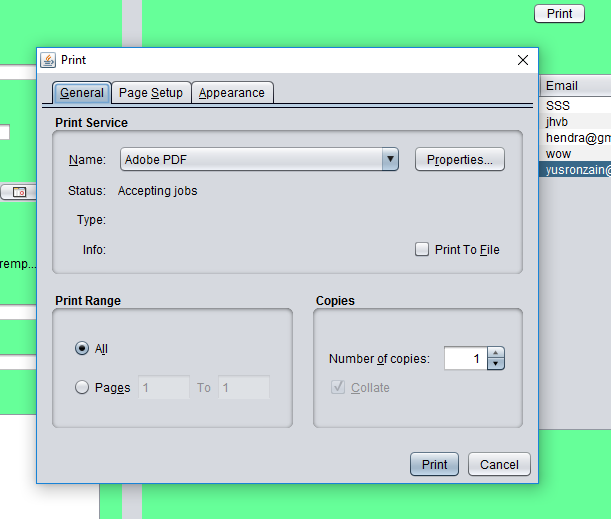 Print
Print
General Page Setup Appearance
Email
Print Service
SSS
jhvb
hendra@gm
wow
yusronzain@
Name: Adobe PDF Properties...
Status: Accepting jobs
Type:
Info: Print To File
remp...
Print Range
Copies
All
Number of copies: 1
Pages 1 To 1
Collate
Print Cancel